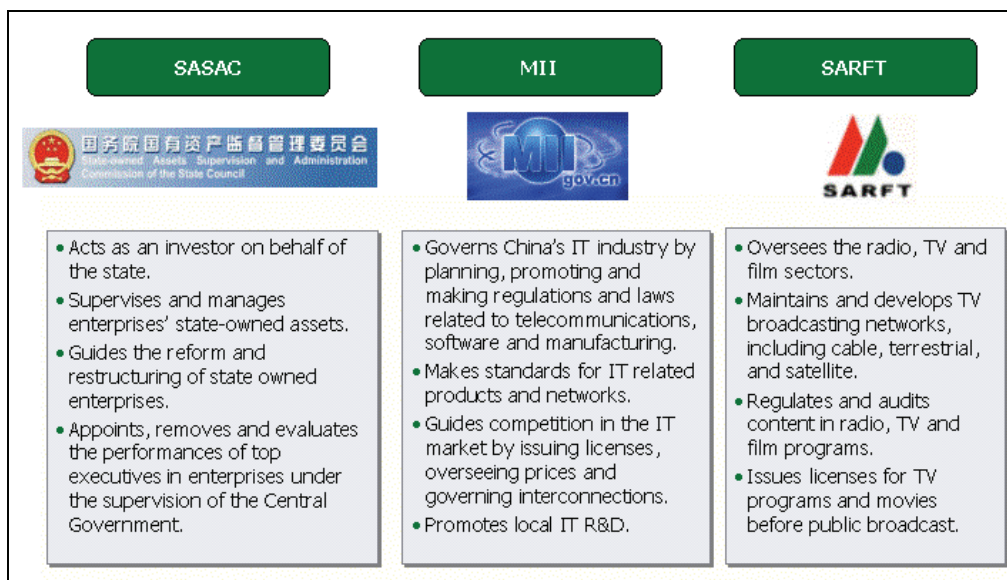 SASAC
国务院国有资产监督管理委员会
State-owned Assets Supervision and Administration
Commission of the State Council
• Acts as an investor on behalf of
the state.
• Supervises and manages
enterprises' state-owned assets.
• Guides the reform and
restructuring of state owned
enterprises.
• Appoints, removes and evaluates
the performances of top
executives in enterprises under
the supervision of the Central
Government.
MII
MII
gov.cn
• Governs China's IT industry by
planning, promoting and
making regulations and laws
related to telecommunications,
software and manufacturing.
• Makes standards for IT related
products and networks.
• Guides competition in the IT
market by issuing licenses,
overseeing prices and
governing interconnections.
• Promotes local IT R&D.
SARFT
SARFT
• Oversees the radio, TV and
film sectors.
• Maintains and develops TV
broadcasting networks,
including cable, terrestrial,
and satellite.
• Regulates and audits
content in radio, TV and
film programs.
• Issues licenses for TV
programs and movies
before public broadcast.